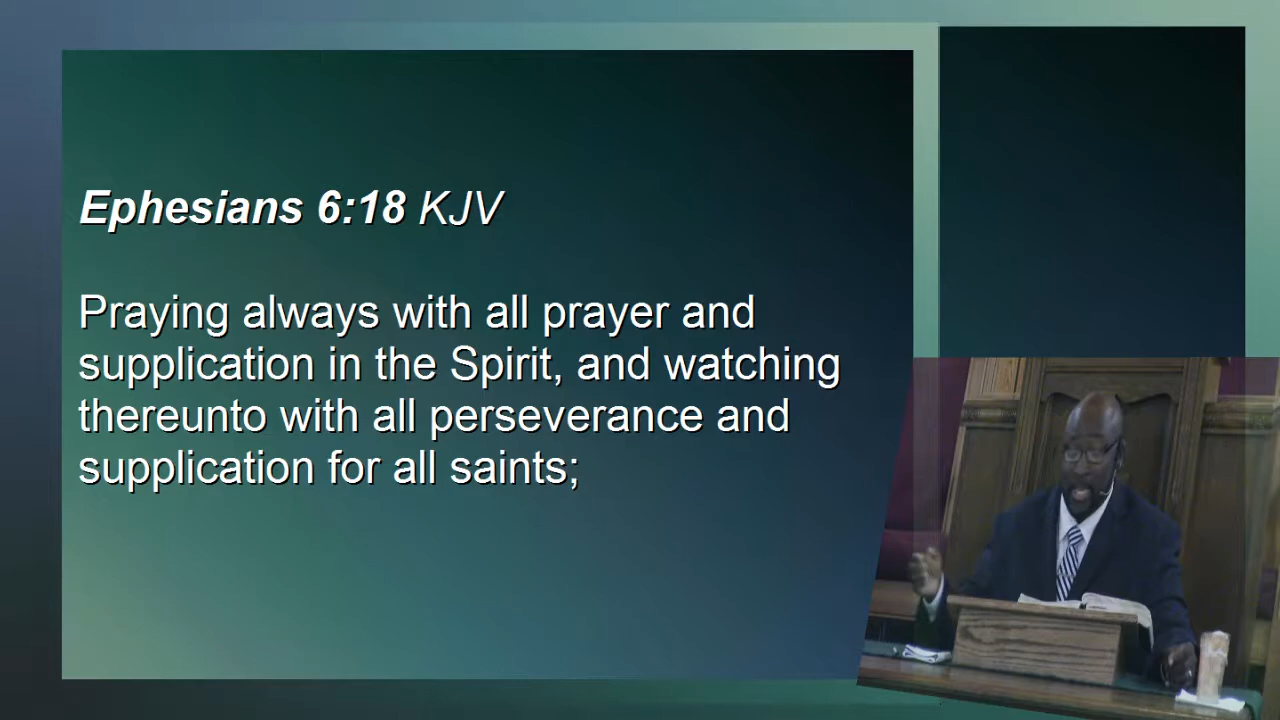 Ephesians 6:18 KJV
Praying always with all prayer and
supplication in the Spirit, and watching
thereunto with all perseverance and
supplication for all saints;